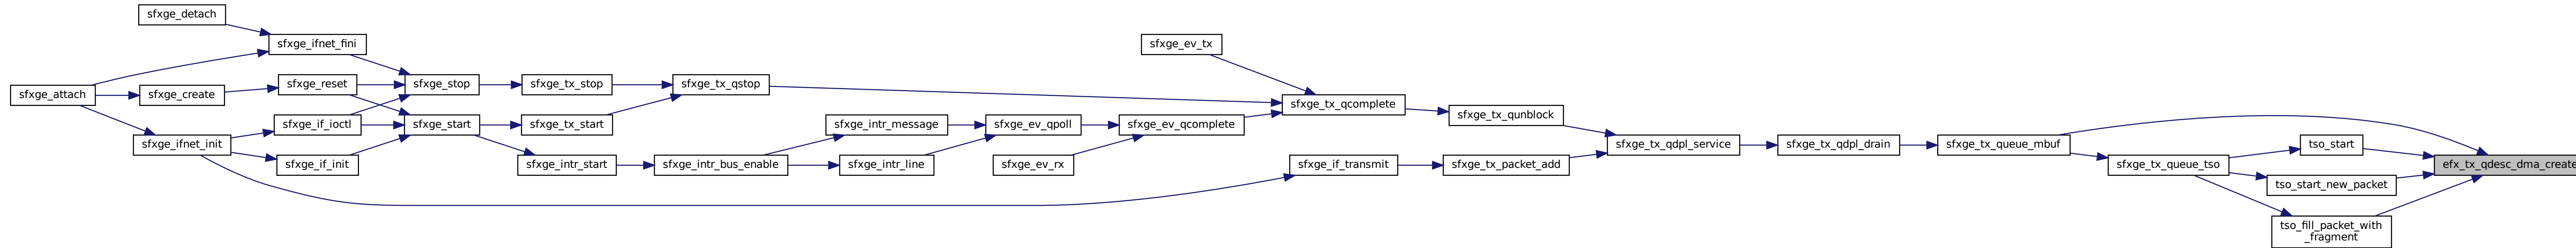 sfxge_detach
sfxge_ifnet_fini
sfxge_ev_tx
sfxge_attach
sfxge_create
sfxge_reset
sfxge_stop
sfxge_tx_stop
sfxge_tx_qstop
sfxge_tx_qcomplete
sfxge_tx_qunblock
sfxge_if_ioctl
sfxge_start
sfxge_tx_start
sfxge_intr_message
sfxge_ev_qpoll
sfxge_ev_qcomplete
sfxge_ifnet_init
sfxge_tx_qdpl_service
sfxge_tx_qdpl_drain
sfxge_tx_queue_mbuf
tso_start
sfxge_if_init
sfxge_intr_start
sfxge_intr_bus_enable
sfxge_intr_line
sfxge_ev_rx
sfxge_if_transmit
sfxge_tx_packet_add
sfxge_tx_queue_tso
efx_tx_qdesc_dma_create
tso_start_new_packet
tso_fill_packet_with
_fragment